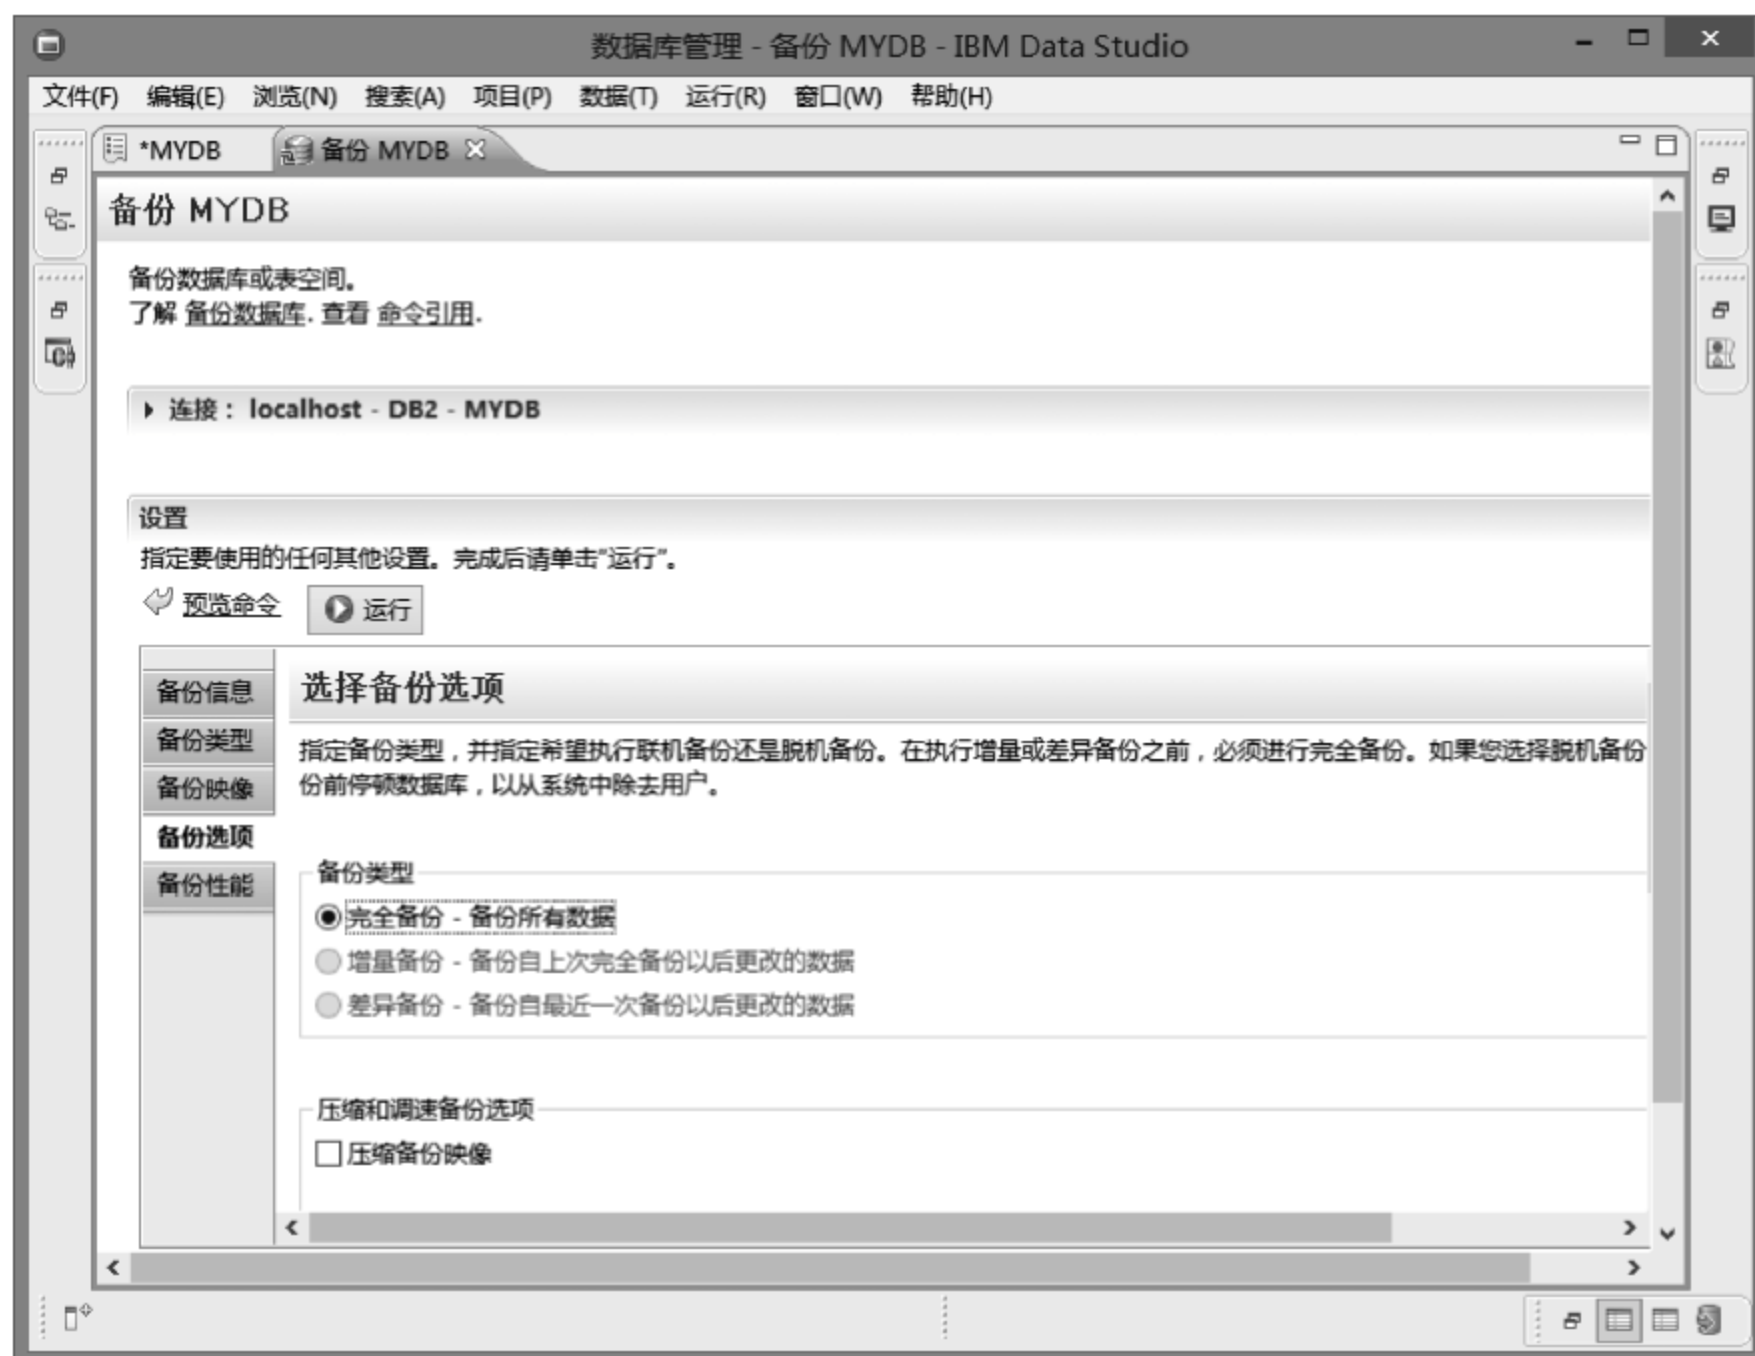 数据库管理 - 备份 MYDB - IBM Data Studio
文件(F) 编辑(E) 浏览(N) 搜索(A) 项目(P) 数据(T) 运行(R) 窗口(W) 帮助(H)
*MYDB 备份 MYDB
备份 MYDB
备份数据库或表空间。
了解 备份数据库. 查看 命令引用.
连接： localhost - DB2 - MYDB
设置
指定要使用的任何其他设置。完成后请单击"运行"。
预览命令 运行
备份信息
备份类型
备份映像
备份选项
备份性能
选择备份选项
指定备份类型，并指定希望执行联机备份还是脱机备份。在执行增量或差异备份之前，必须进行完全备份。如果您选择脱机备份
份前停顿数据库，以从系统中除去用户。
备份类型
完全备份 - 备份所有数据
增量备份 - 备份自上次完全备份以后更改的数据
差异备份 - 备份自最近一次备份以后更改的数据
压缩和调速备份选项
压缩备份映像